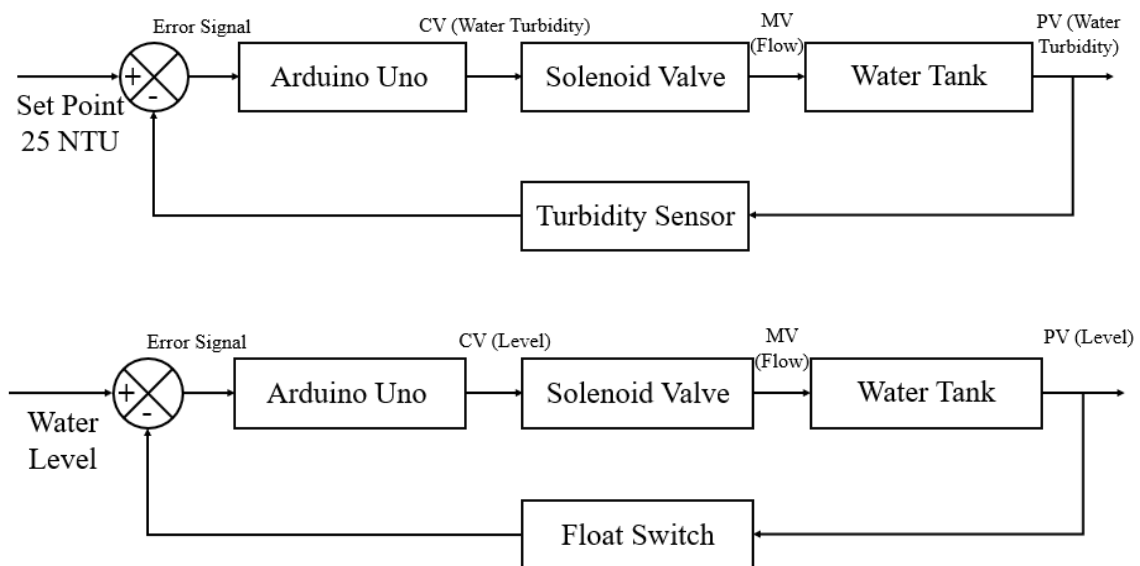 Error Signal
CV (Water Turbidity)
MV
(Flow)
PV (Water
Turbidity)
+
-
Arduino Uno
Solenoid Valve
Water Tank
Set Point
25 NTU
Turbidity Sensor
Error Signal
CV (Level)
MV
(Flow)
PV (Level)
+
-
Arduino Uno
Solenoid Valve
Water Tank
Water
Level
Float Switch